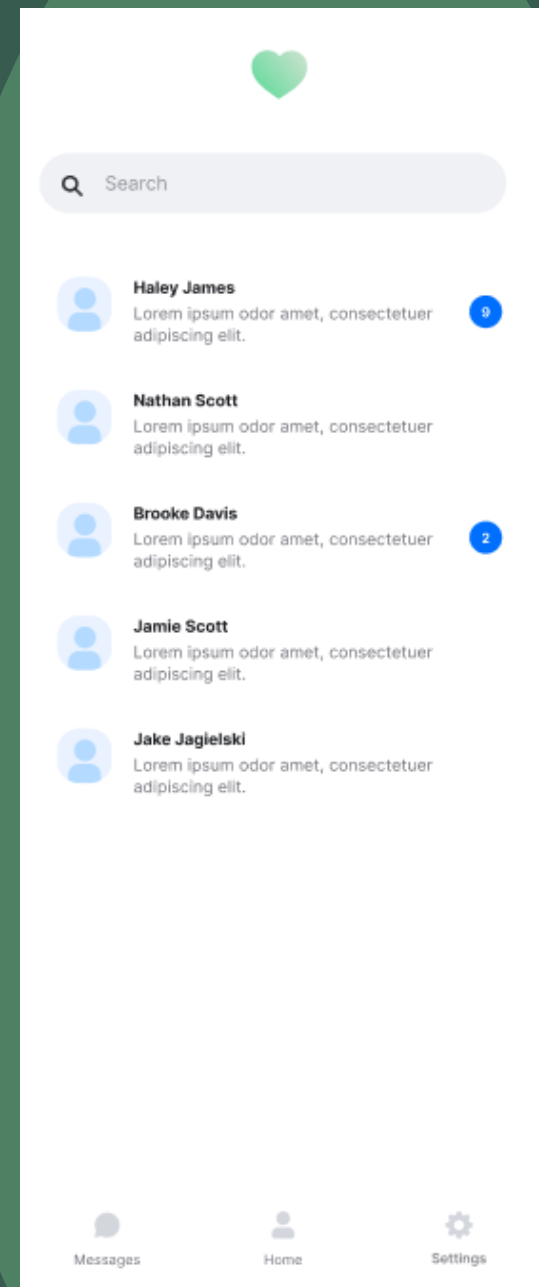 Search
Haley James
Lorem ipsum odor amet, consectetuer
adipiscing elit.
9
Nathan Scott
Lorem ipsum odor amet, consectetuer
adipiscing elit.
Brooke Davis
Lorem ipsum odor amet, consectetuer
adipiscing elit.
2
Jamie Scott
Lorem ipsum odor amet, consectetuer
adipiscing elit.
Jake Jagielski
Lorem ipsum odor amet, consectetuer
adipiscing elit.
Messages
Home
Settings